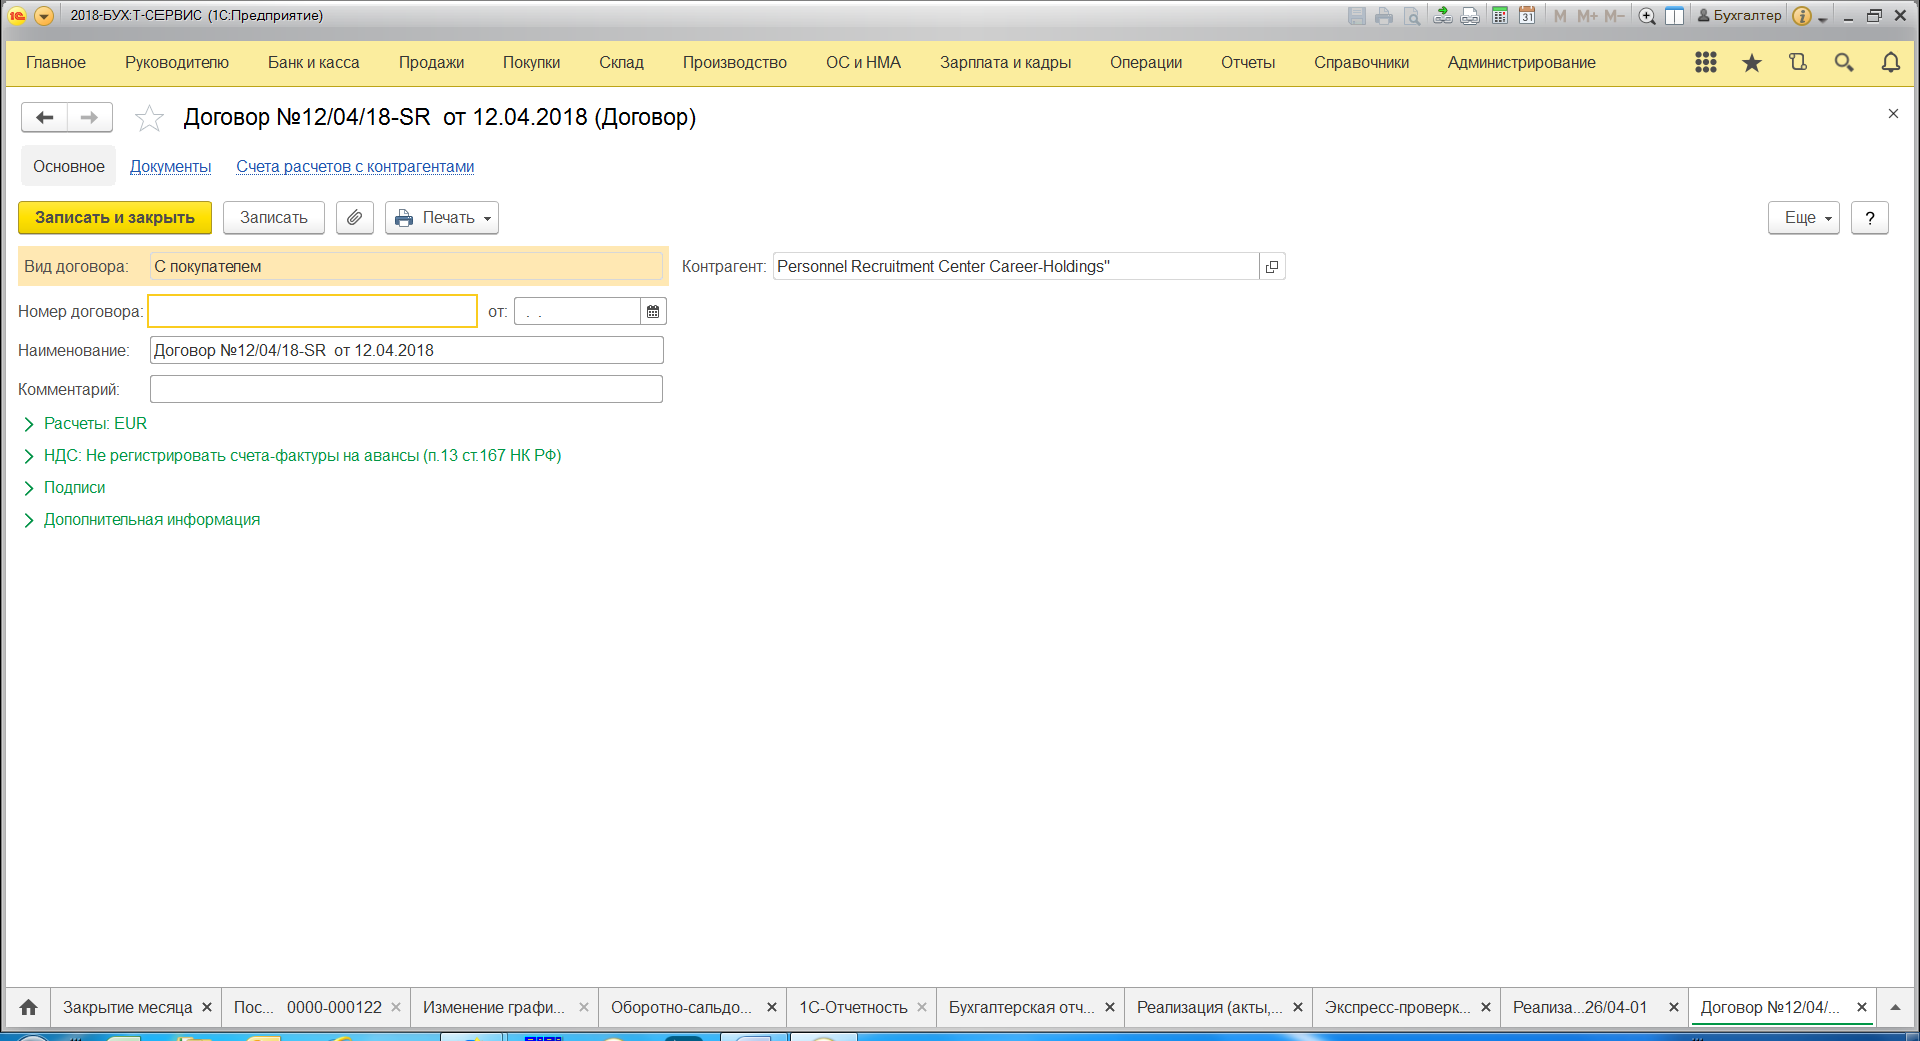 2018-БУХ:Т-СЕРВИС (1С:Предприятие)
M M+ M- Бухгалтер
Главное Руководителю Банк и касса Продажи Покупки Склад Производство ОС и НМА Зарплата и кадры Операции Отчеты Справочники Администрирование
Договор №12/04/18-SR от 12.04.2018 (Договор)
Основное Документы Счета расчетов с контрагентами
Записать и закрыть Записать Печать Еще ?
Вид договора: С покупателем Контрагент: Personnel Recruitment Center Career-Holdings"
Номер договора: от: . .
Наименование: Договор №12/04/18-SR от 12.04.2018
Комментарий:
Расчеты: EUR
НДС: Не регистрировать счета-фактуры на авансы (п.13 ст.167 НК РФ)
Подписи
Дополнительная информация
Закрытие месяца Пос... 0000-000122 Изменение графи... Оборотно-сальдо... 1С-Отчетность Бухгалтерская отч... Реализация (акты,... Экспресс-проверк... Реализа...26/04-01 Договор №12/04/...